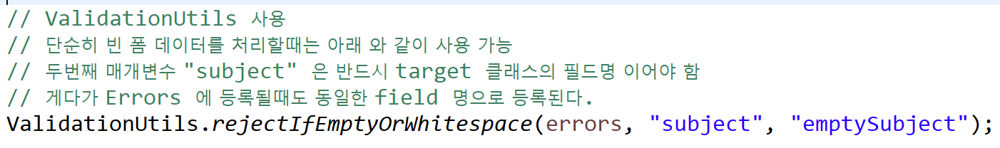 // ValidationUtils 사용
// 단순히 빈 폼 데이터를 처리할때는 아래 와 같이 사용 가능
// 두번째 매개변수 "subject" 은 반드시 target 클래스의 필드명 이어야 함
// 게다가 Errors 에 등록될때도 동일한 field 명으로 등록된다.
ValidationUtils.rejectIfEmptyOrWhitespace(errors, "subject", "emptySubject");